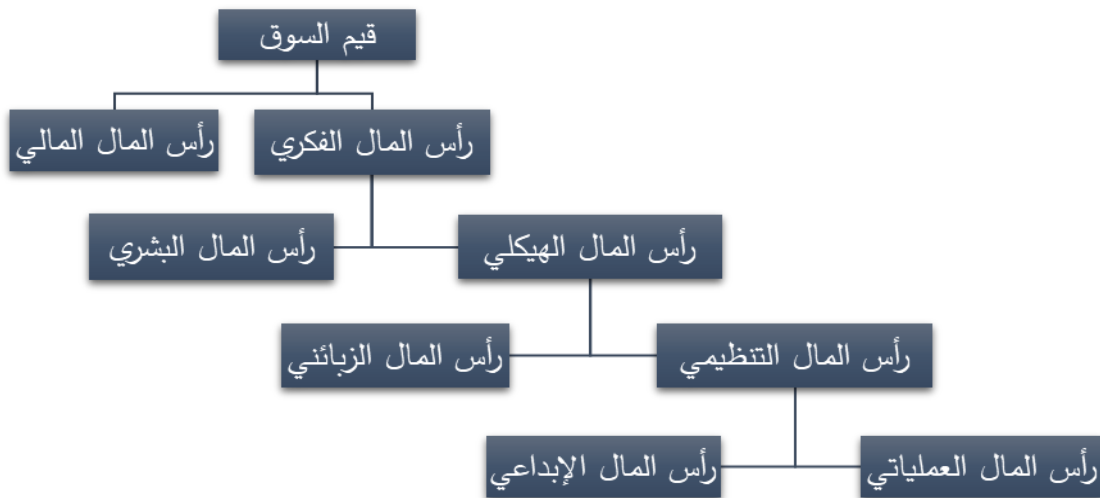 قيم السوق
رأس المال الفكري
رأس المال المالي
رأس المال الهيكلي
رأس المال البشري
رأس المال التنظيمي
رأس المال الزبائني
رأس المال العملياتي
رأس المال الإبداعي